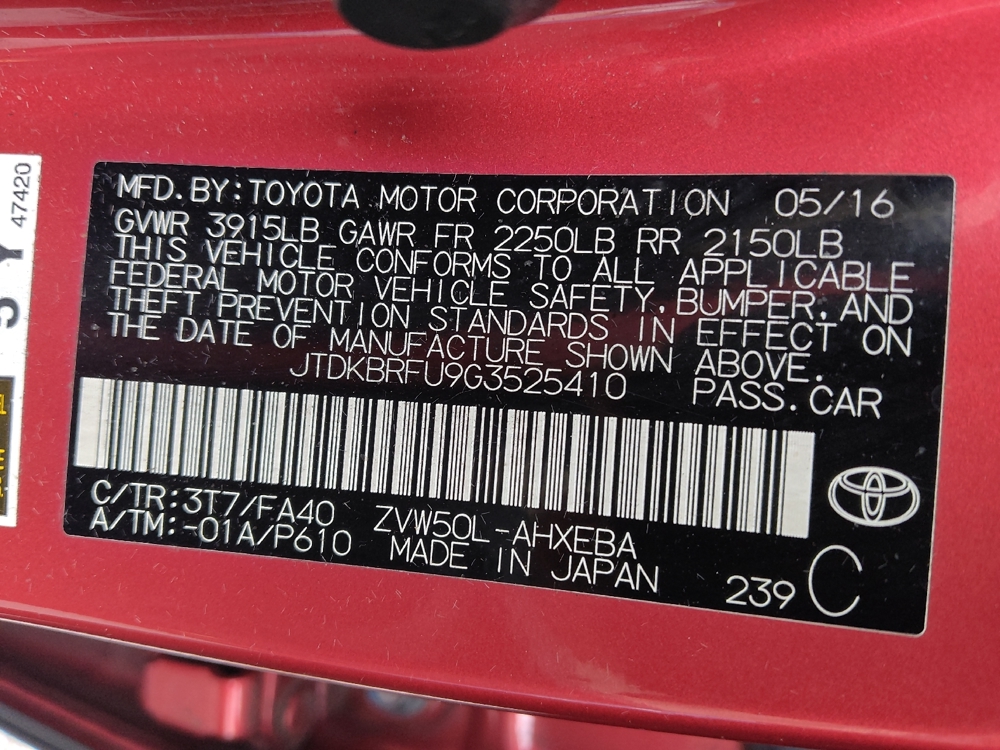 MFD. BY: TOYOTA MOTOR CORPORATION 05/16
GVWR 3915LB GAWR FR 2250LB RR 2150LB
THIS VEHICLE CONFORMS TO ALL APPLICABLE
FEDERAL MOTOR VEHICLE SAFETY, BUMPER, AND
THEFT PREVENTION STANDARDS IN EFFECT ON
THE DATE OF MANUFACTURE SHOWN ABOVE.
JTDKBRFU9G3525410 PASS. CAR
C/TR: 3T7/FA40 ZVW50L-AHXEBA
A/TM: -01A/P610 MADE IN JAPAN
239 C
47420